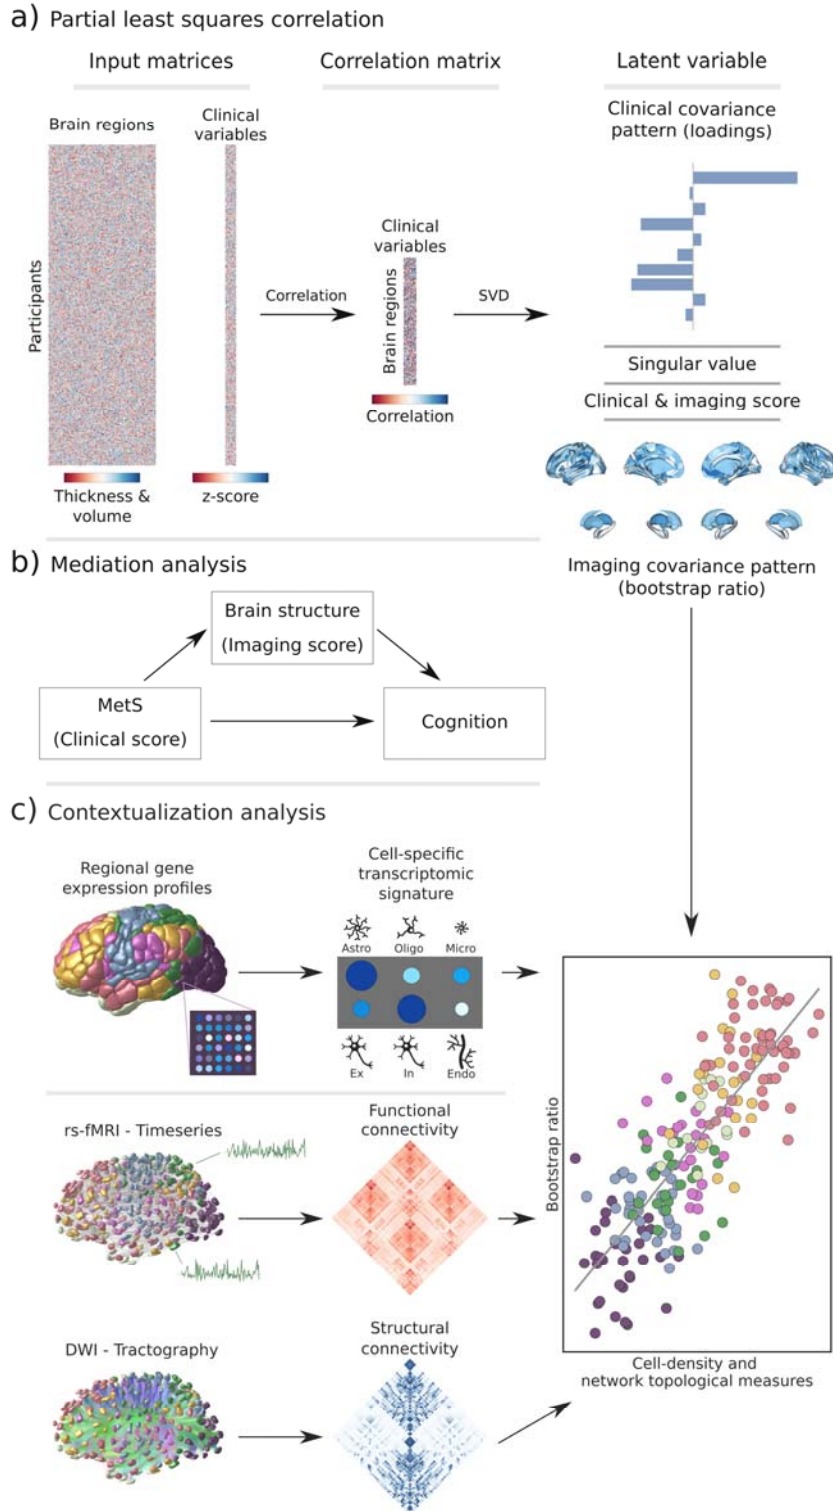 a) Partial least squares correlation
Input matrices
Correlation matrix
Latent variable
Brain regions
Clinical
variables
Participants
Thickness &
volume
z-score
Correlation
Clinical
variables
Brain regions
Correlation
SVD
Clinical covariance
pattern (loadings)
Singular value
Clinical & imaging score
Imaging covariance pattern
(bootstrap ratio)
b) Mediation analysis
Brain structure
(Imaging score)
MetS
(Clinical score)
Cognition
c) Contextualization analysis
Regional gene
expression profiles
Cell-specific
transcriptomic
signature
Astro Oligo Micro
Ex In Endo
rs-fMRI - Timeseries
Functional
connectivity
DWI - Tractography
Structural
connectivity
Bootstrap ratio
Cell-density and
network topological measures